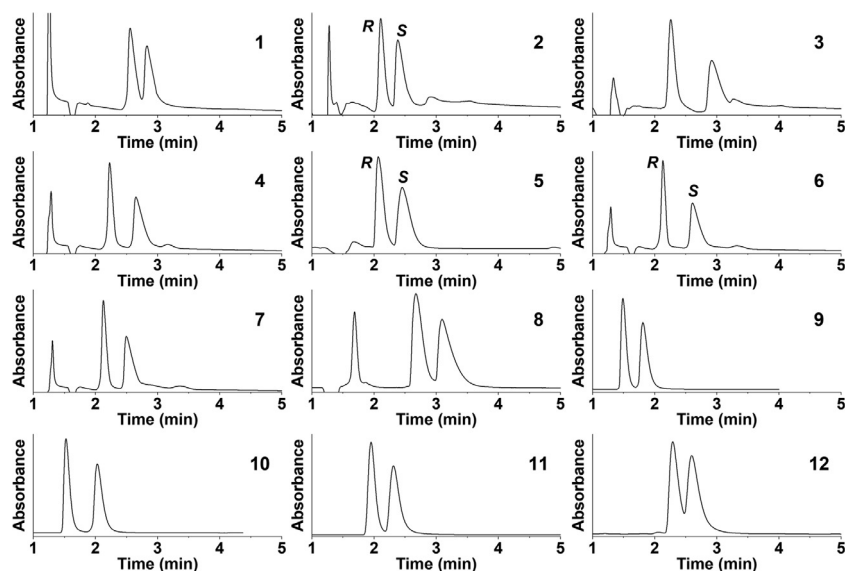 Absorbance 1
1 2 3 4 5
Time (min)
Absorbance R S 2
1 2 3 4 5
Time (min)
Absorbance 3
1 2 3 4 5
Time (min)
Absorbance 4
1 2 3 4 5
Time (min)
Absorbance R S 5
1 2 3 4 5
Time (min)
Absorbance R S 6
1 2 3 4 5
Time (min)
Absorbance 7
1 2 3 4 5
Time (min)
Absorbance 8
1 2 3 4 5
Time (min)
Absorbance 9
1 2 3 4 5
Time (min)
Absorbance 10
1 2 3 4 5
Time (min)
Absorbance 11
1 2 3 4 5
Time (min)
Absorbance 12
1 2 3 4 5
Time (min)